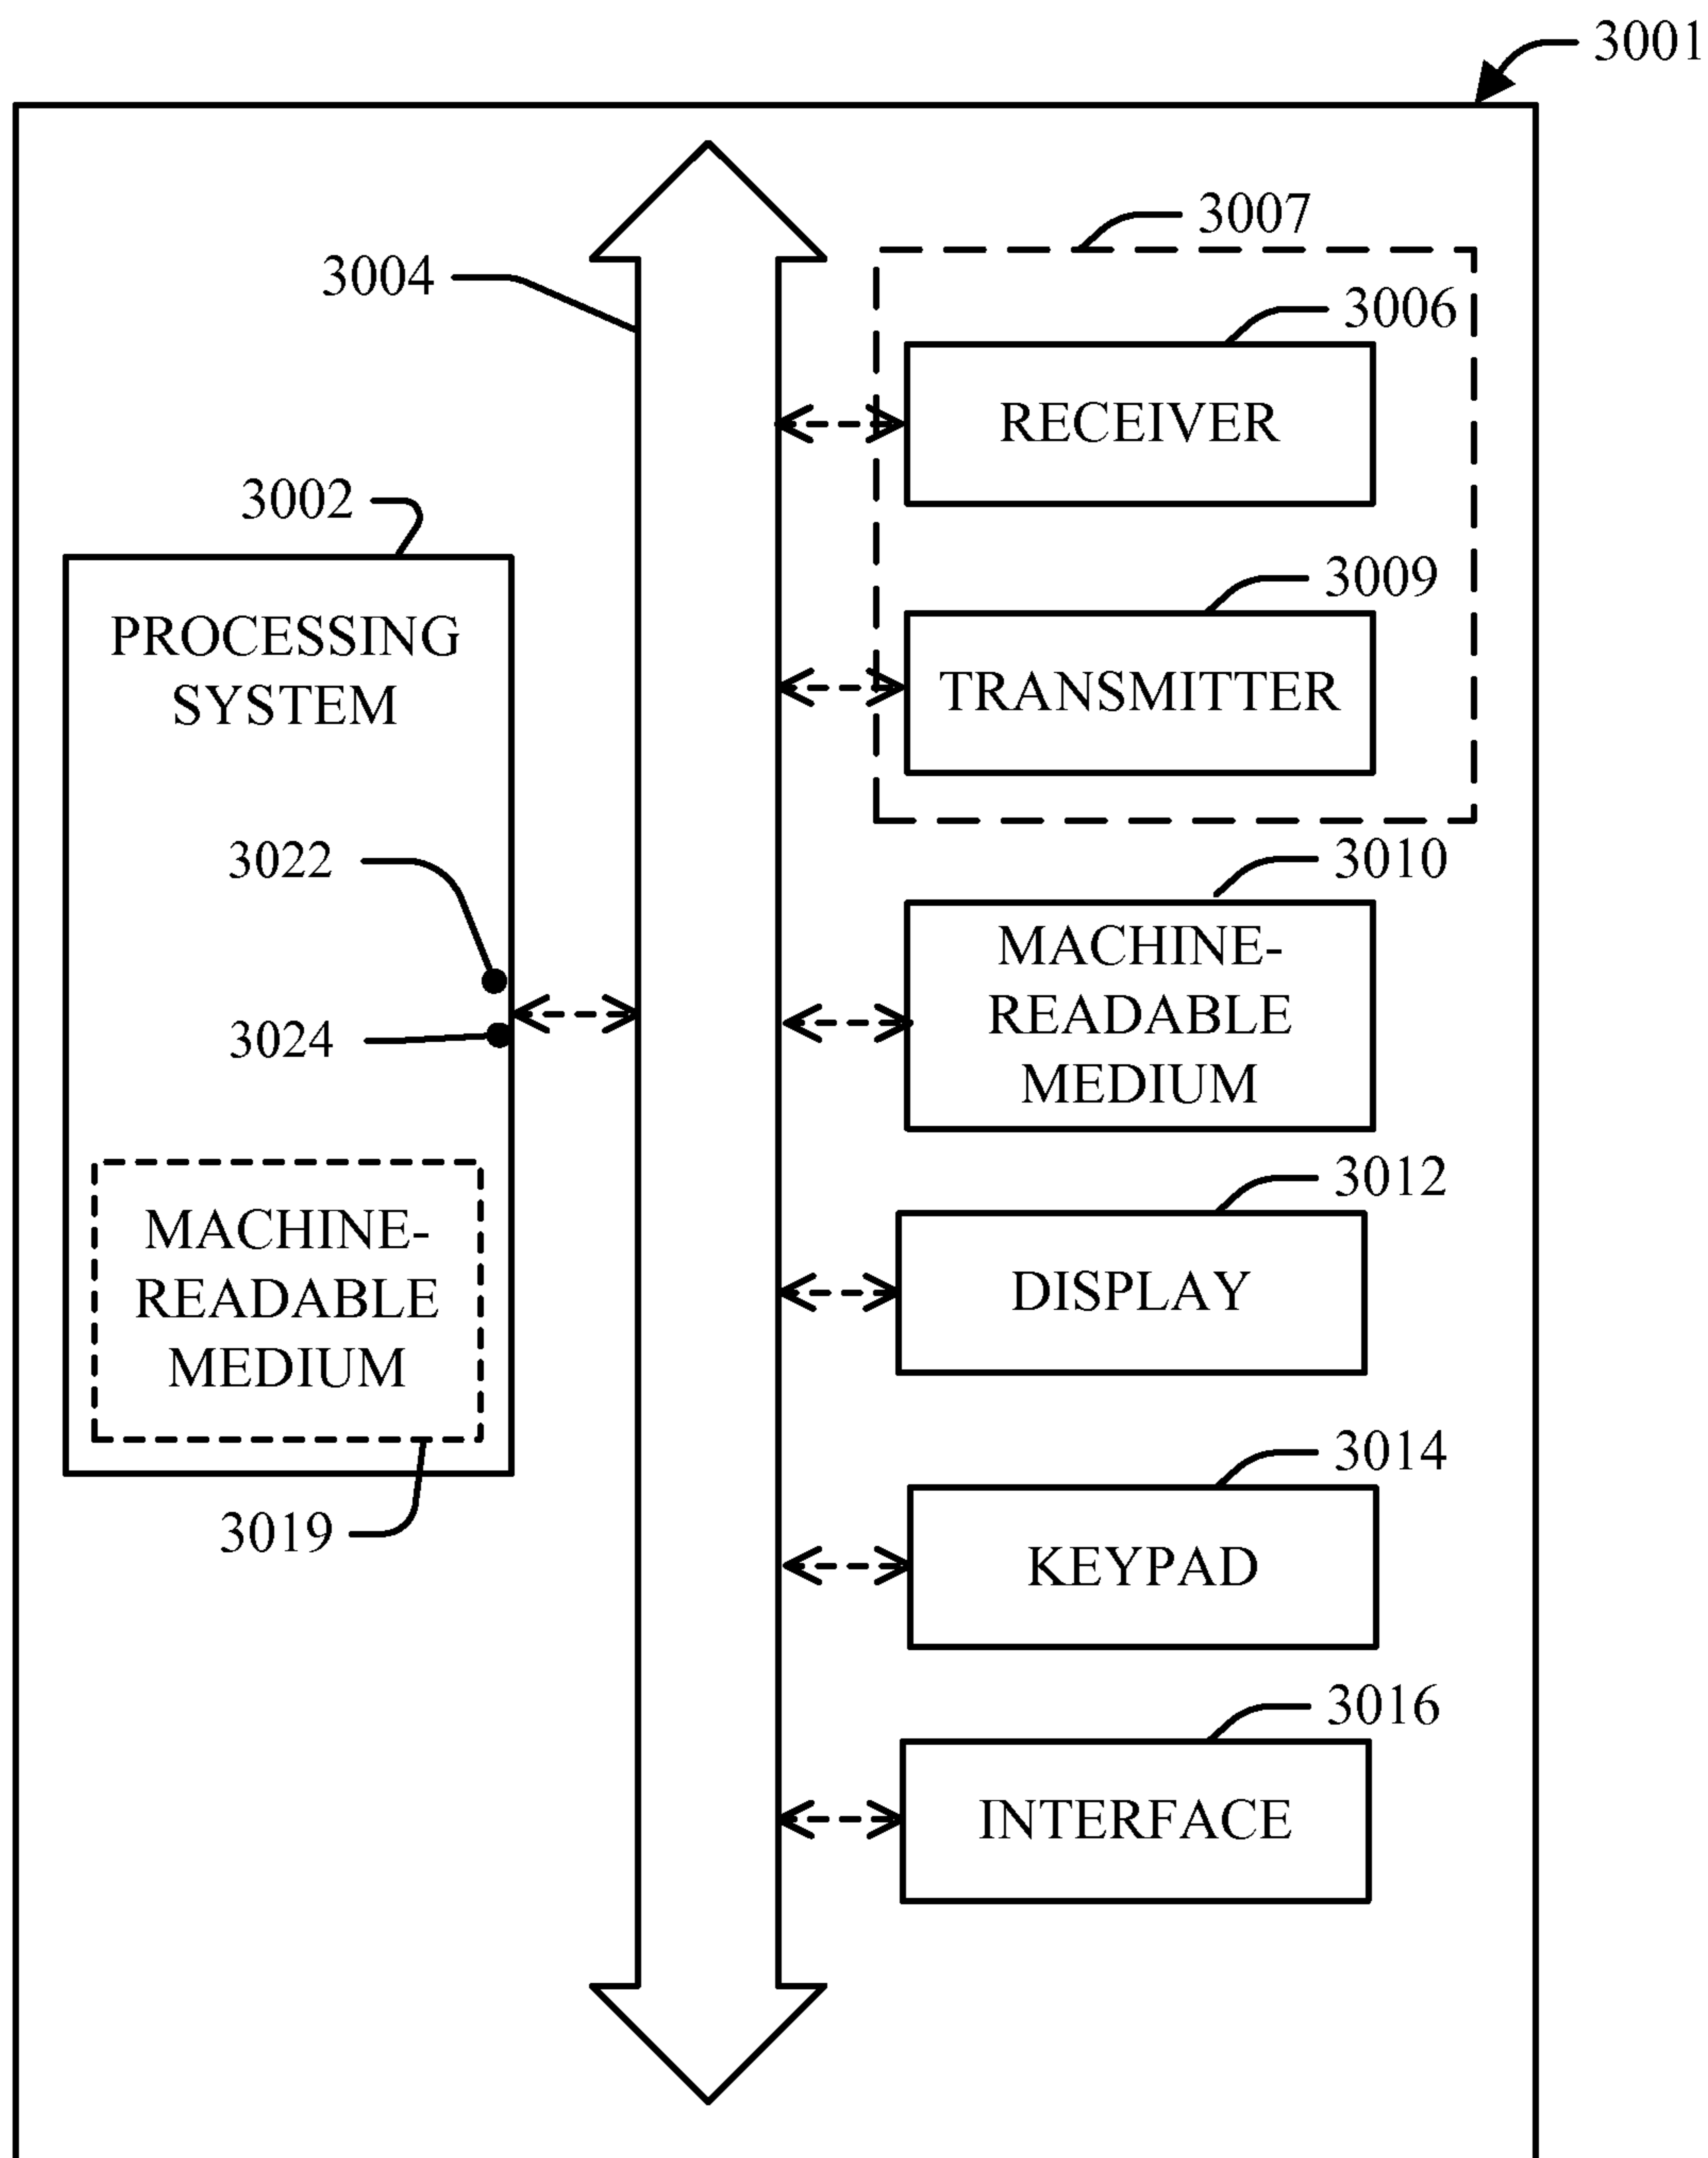 3001
3007
3004
3006
RECEIVER
3002
3009
PROCESSING
SYSTEM
TRANSMITTER
3022
3010
MACHINE-
READABLE
MEDIUM
3024
3012
MACHINE-
READABLE
MEDIUM
DISPLAY
3014
3019
KEYPAD
3016
INTERFACE